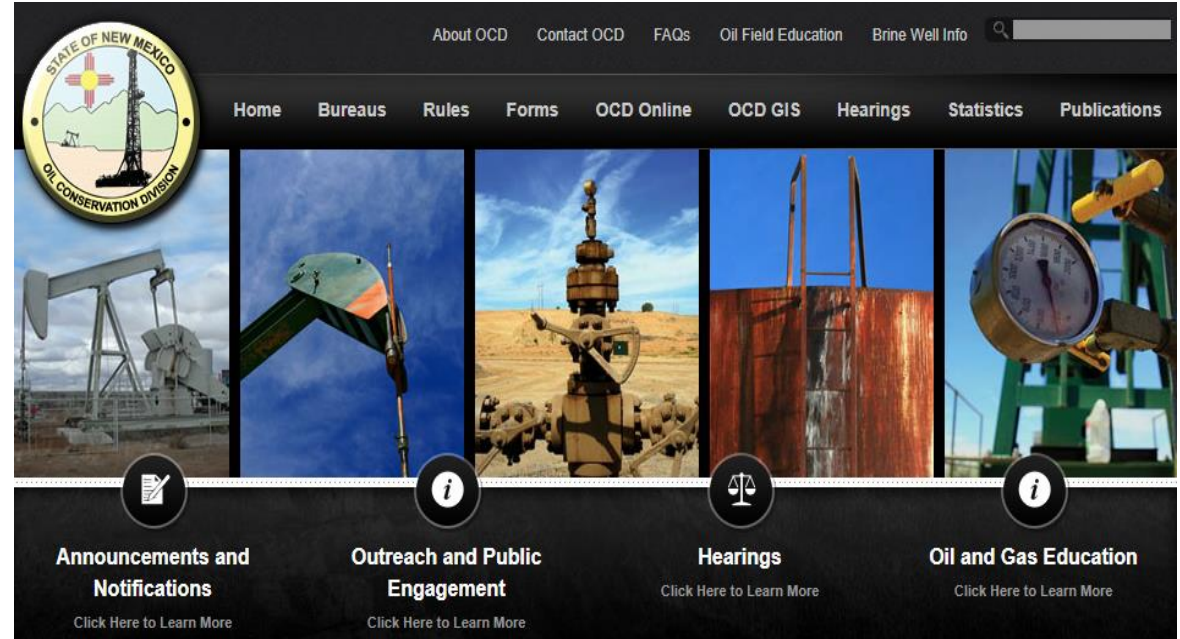 STATE OF NEW MEXICO
OIL CONSERVATION DIVISION
About OCD Contact OCD FAQs Oil Field Education Brine Well Info
Home Bureaus Rules Forms OCD Online OCD GIS Hearings Statistics Publications
Announcements and
Notifications
Click Here to Learn More
Outreach and Public
Engagement
Click Here to Learn More
Hearings
Click Here to Learn More
Oil and Gas Education
Click Here to Learn More